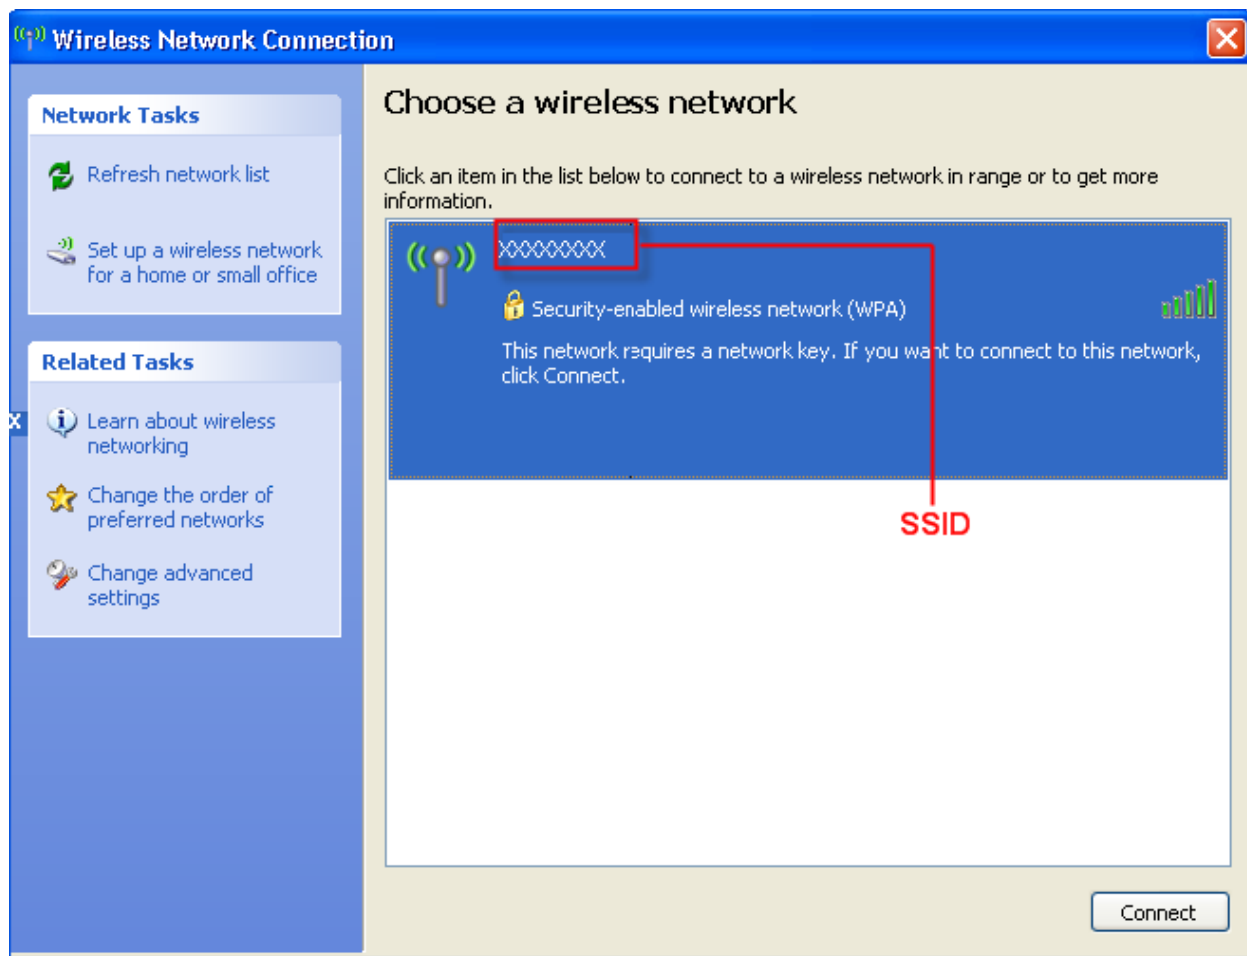 Wireless Network Connection
Network Tasks
Refresh network list
Set up a wireless network
for a home or small office
Related Tasks
X
Learn about wireless
networking
Change the order of
preferred networks
Change advanced
settings
Choose a wireless network
Click an item in the list below to connect to a wireless network in range or to get more
information.
XXXXXXXX
Security-enabled wireless network (WPA)
This network requires a network key. If you want to connect to this network,
click Connect.
SSID
Connect